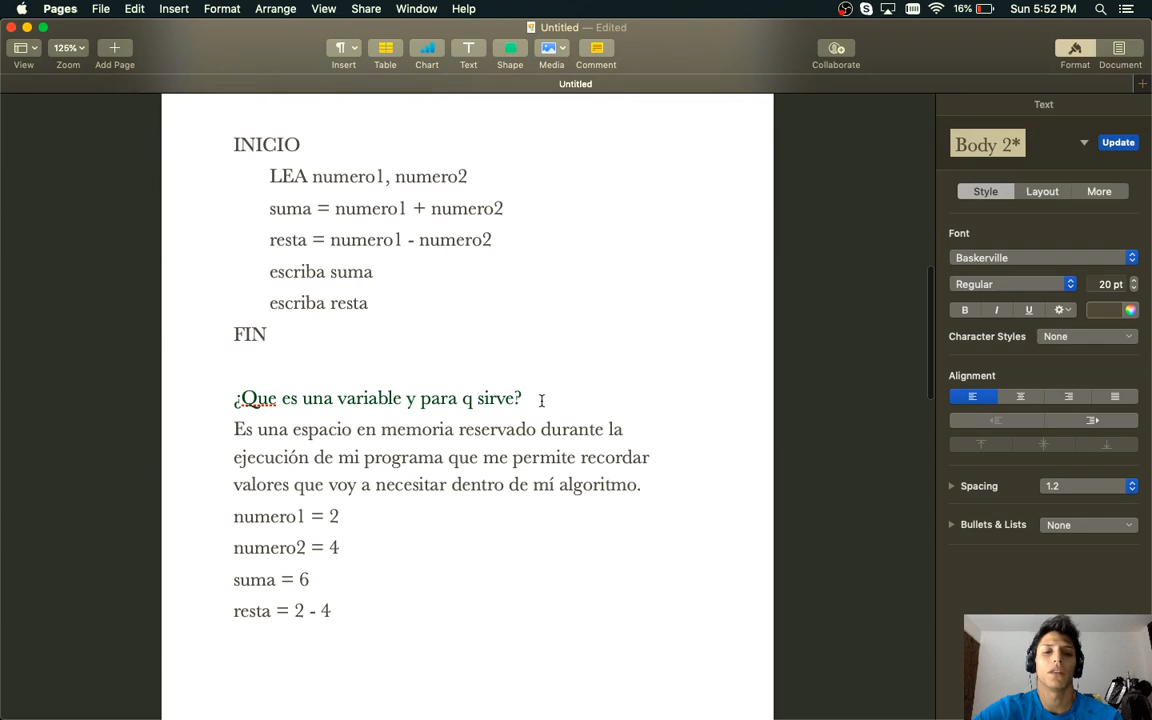 Pages File Edit Insert Format Arrange View Share Window Help 16% Sun 5:52 PM
Untitled — Edited
125%
View Zoom Add Page Insert Table Chart Text Shape Media Comment Collaborate Format Document
Untitled
Text
INICIO
LEA numero1, numero2
suma = numero1 + numero2
resta = numero1 - numero2
escriba suma
escriba resta
FIN
¿Que es una variable y para q sirve?
Es una espacio en memoria reservado durante la
ejecución de mi programa que me permite recordar
valores que voy a necesitar dentro de mí algoritmo.
numero1 = 2
numero2 = 4
suma = 6
resta = 2 - 4
Body 2*
Update
Style Layout More
Font
Baskerville
Regular 20 pt
B I U
Character Styles None
Alignment
Spacing 1.2
Bullets & Lists None